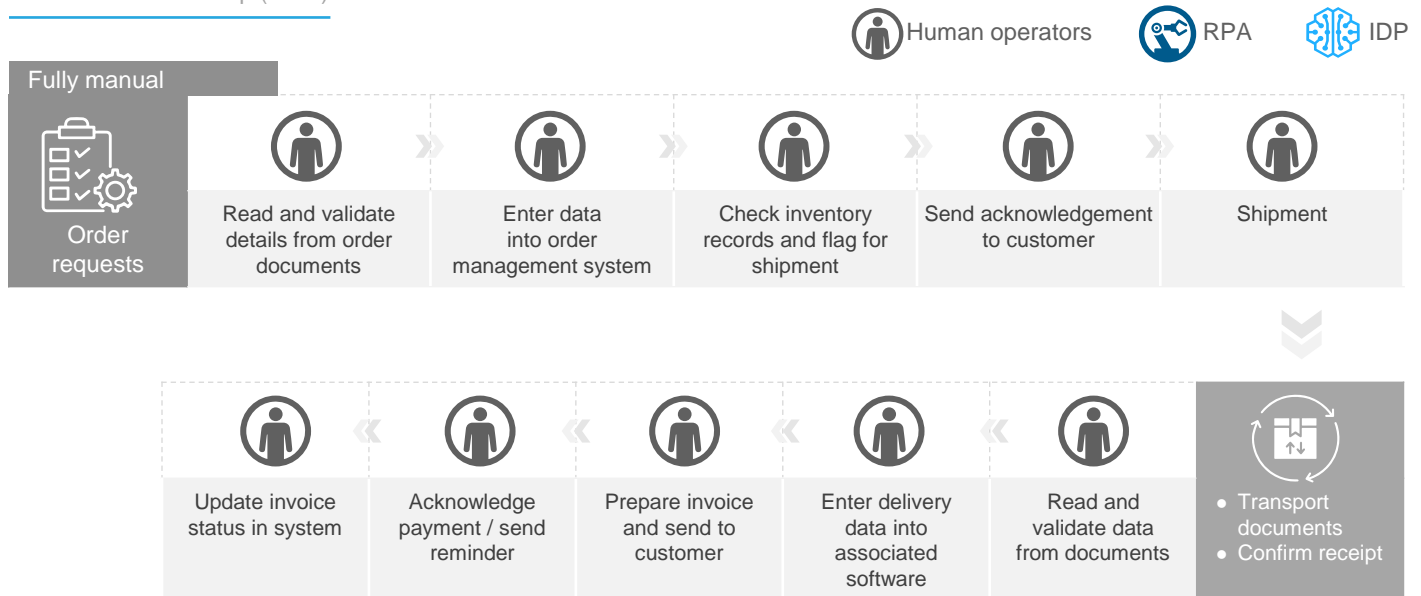 Human operators
RPA
IDP
Fully manual
Order
requests
Read and validate
details from order
documents
Enter data
into order
management system
Check inventory
records and flag for
shipment
Send acknowledgement
to customer
Shipment
Update invoice
status in system
Acknowledge
payment / send
reminder
Prepare invoice
and send to
customer
Enter delivery
data into
associated
software
Read and
validate data
from documents
● Transport
documents
● Confirm receipt